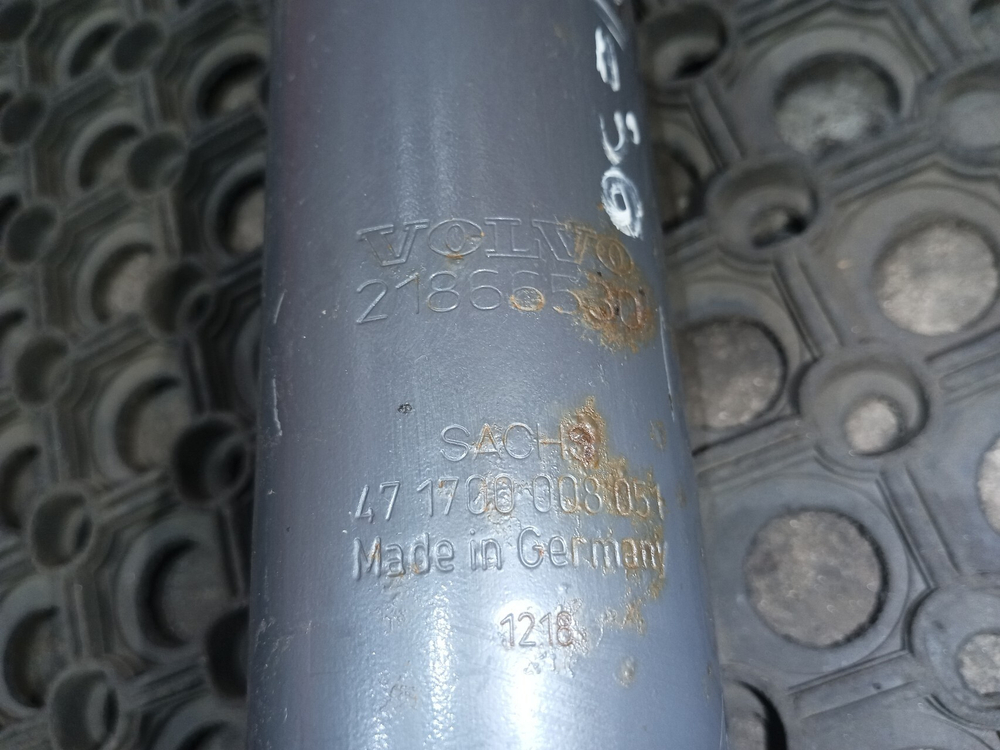 VOLVO
21866530
SACHS
47 1700 008 051
Made in Germany
1218